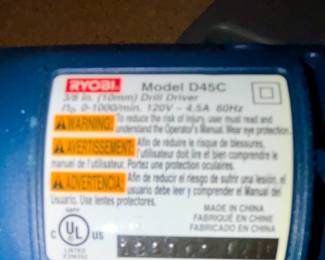 RYOBI Model D45C
3/8 in. (10mm) Drill Driver
n₀ 0-1000/min. 120V ~ 4.5A 60Hz
WARNING: To reduce the risk of injury, user must read and
understand the Operator's Manual. Wear eye protection.
AVERTISSEMENT: Afin de réduire le risque de blessures,
l'utilisateur doit lire et bien comprendre le
manuel de l'utilisateur. Portez une protection oculaires.
ADVERTENCIA: Afin de reducir el riesgo de sufrir una lesión, el
usuario debe leer y comprender el Manual del
Usuario. Use lentes protectores.
C UL US
LISTED
MADE IN CHINA
FABRIQUÉ EN CHINE
FABRICADO EN CHINA